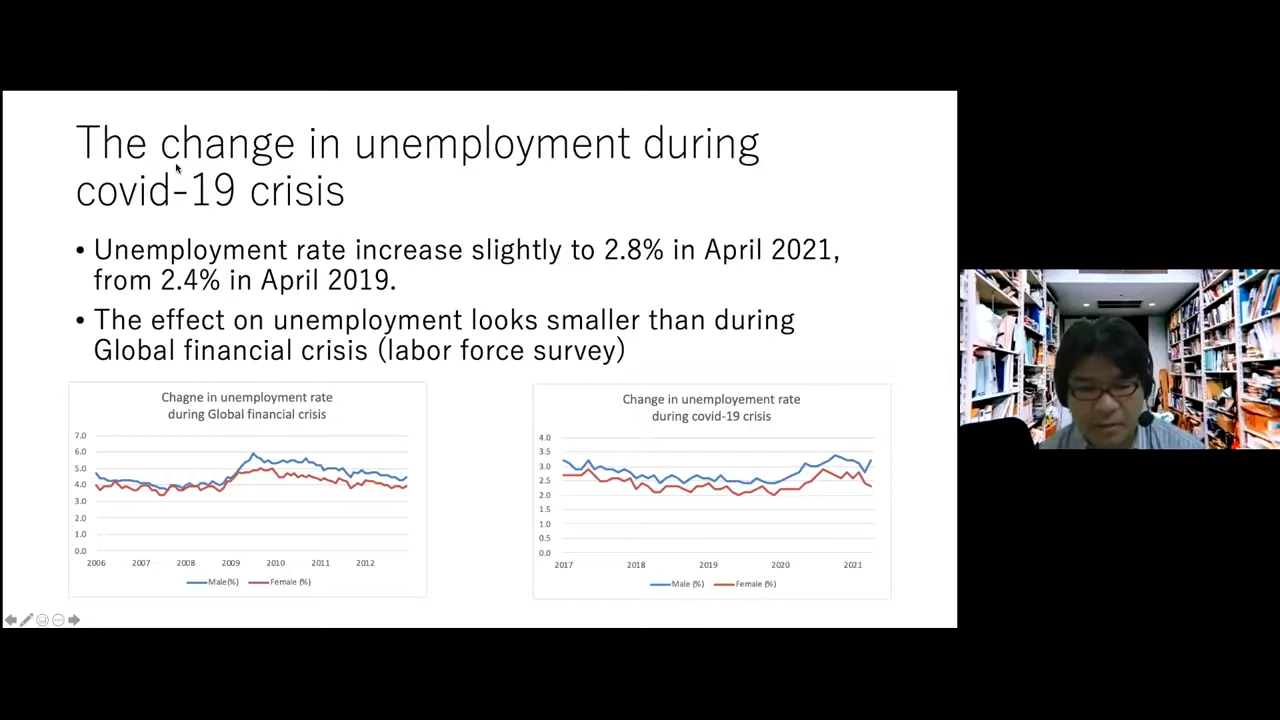 The change in unemployment during
covid-19 crisis
• Unemployment rate increase slightly to 2.8% in April 2021,
from 2.4% in April 2019.
• The effect on unemployment looks smaller than during
Global financial crisis (labor force survey)
Chagne in unemployment rate
during Global financial crisis
7.0
6.0
5.0
4.0
3.0
2.0
1.0
0.0
2006 2007 2008 2009 2010 2011 2012
Male(%) Female (%)
Change in unemployement rate
during covid-19 crisis
4.0
3.5
3.0
2.5
2.0
1.5
1.0
0.5
0.0
2017 2018 2019 2020 2021
Male (%) Female (%)